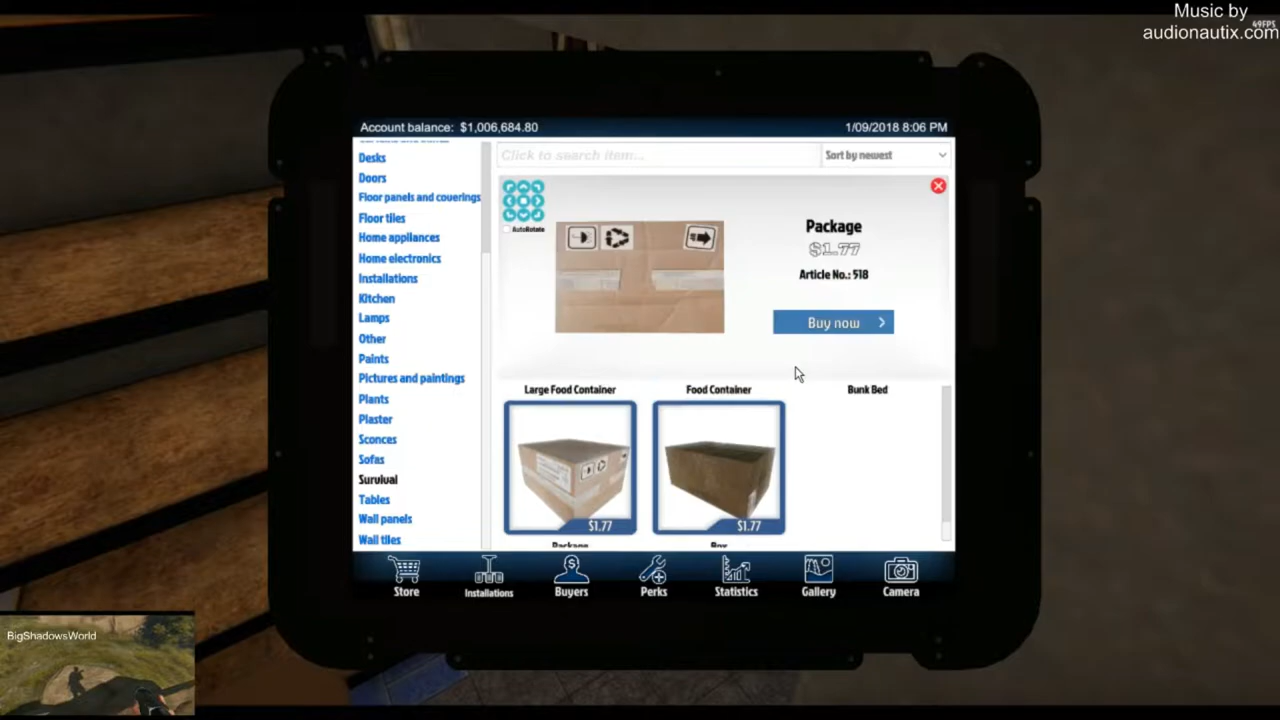 Music by
audionautix.com
49FPS
Account balance: $1,006,684.80
1/09/2018 8:06 PM
Desks
Doors
Floor panels and coverings
Floor tiles
Home appliances
Home electronics
Installations
Kitchen
Lamps
Other
Paints
Pictures and paintings
Plants
Plaster
Sconces
Sofas
Survival
Tables
Wall panels
Wall tiles
Click to search item...
Sort by newest
AutoRotate
Package
$1.77
Article No.: 518
Buy now
Large Food Container
Food Container
Bunk Bed
$1.77
$1.77
Package
Box
Store
Installations
Buyers
Perks
Statistics
Gallery
Camera
BigShadowsWorld